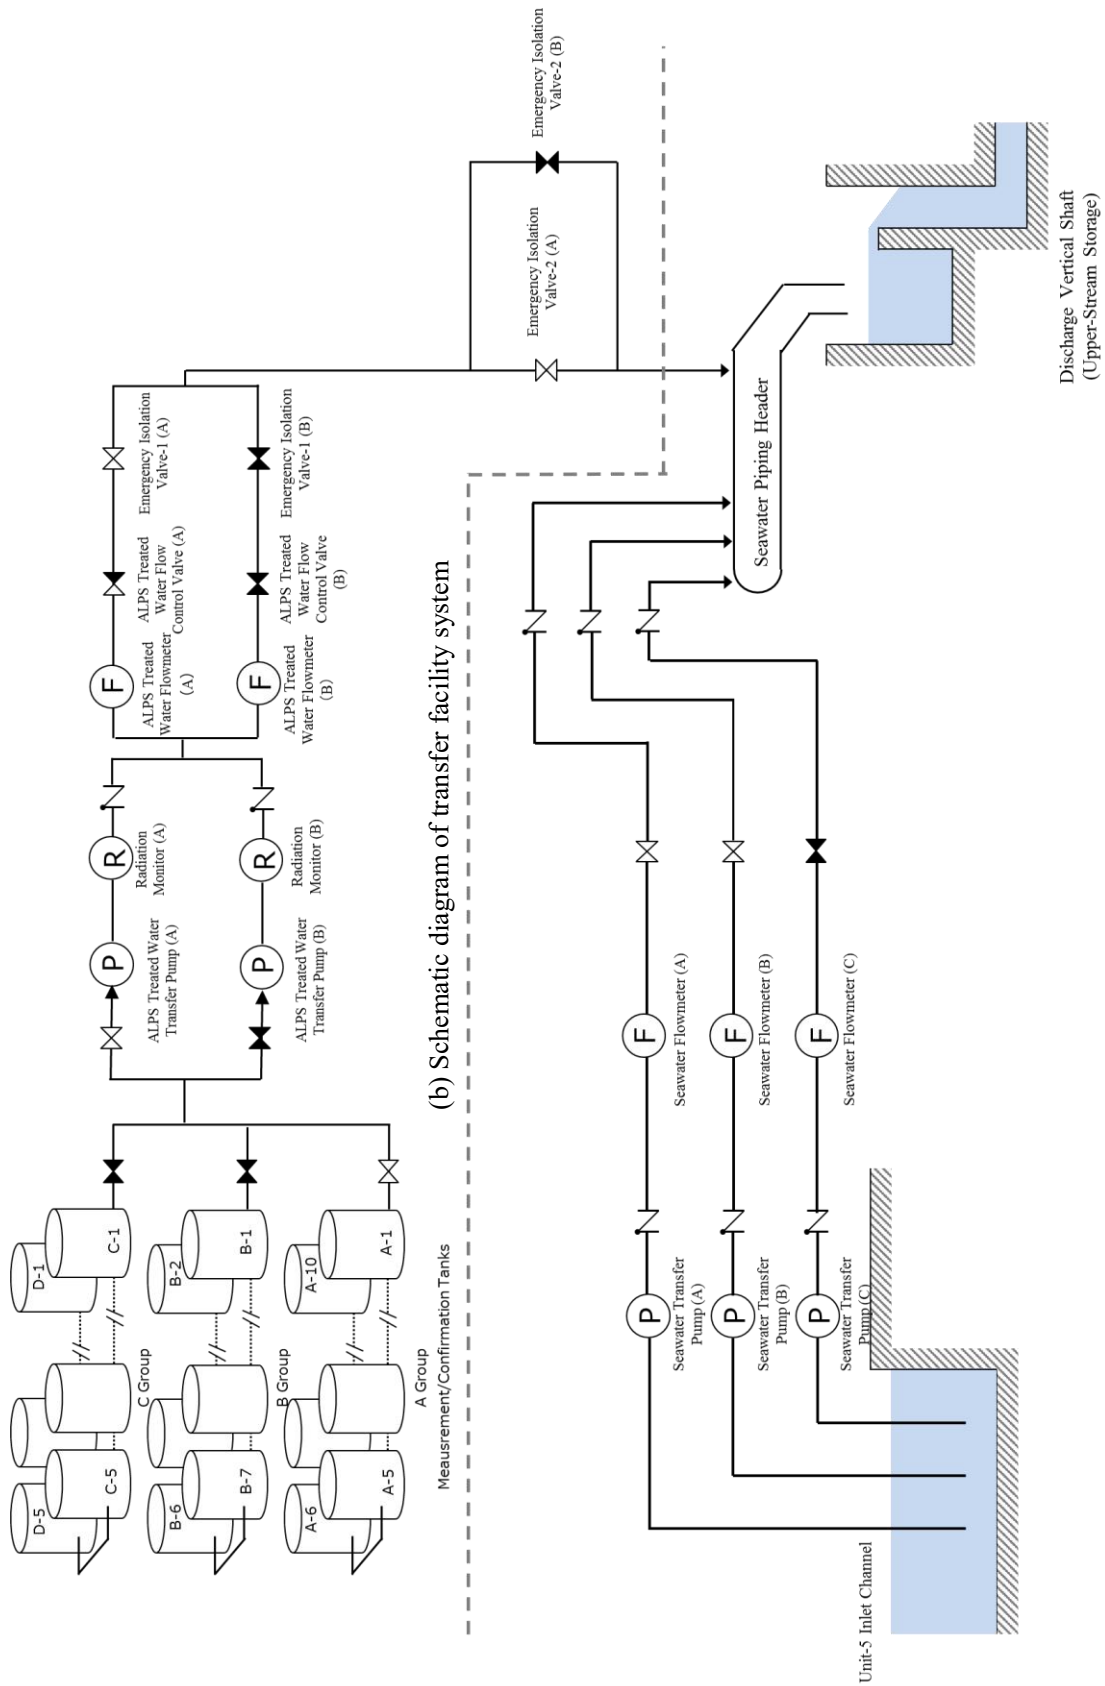 D-5
D-1
C-5
C-1
C Group
B-6
B-2
B-7
B-1
B Group
A-6
A-10
A-5
A-1
A Group
Meausrement/Confirmation Tanks
P
ALPS Treated Water
Transfer Pump (A)
R
Radiation
Monitor (A)
F
ALPS Treated
Water Flowmeter
(A)
ALPS Treated
Water Flow
Control Valve (A)
Emergency Isolation
Valve-1 (A)
P
ALPS Treated Water
Transfer Pump (B)
R
Radiation
Monitor (B)
F
ALPS Treated
Water Flowmeter
(B)
ALPS Treated
Water Flow
Control Valve
(B)
Emergency Isolation
Valve-1 (B)
Emergency Isolation
Valve-2 (A)
Emergency Isolation
Valve-2 (B)
(b) Schematic diagram of transfer facility system
P
Seawater Transfer
Pump (A)
F
Seawater Flowmeter (A)
P
Seawater Transfer
Pump (B)
F
Seawater Flowmeter (B)
P
Seawater Transfer
Pump (C)
F
Seawater Flowmeter (C)
Seawater Piping Header
Unit-5 Inlet Channel
Discharge Vertical Shaft
(Upper-Stream Storage)